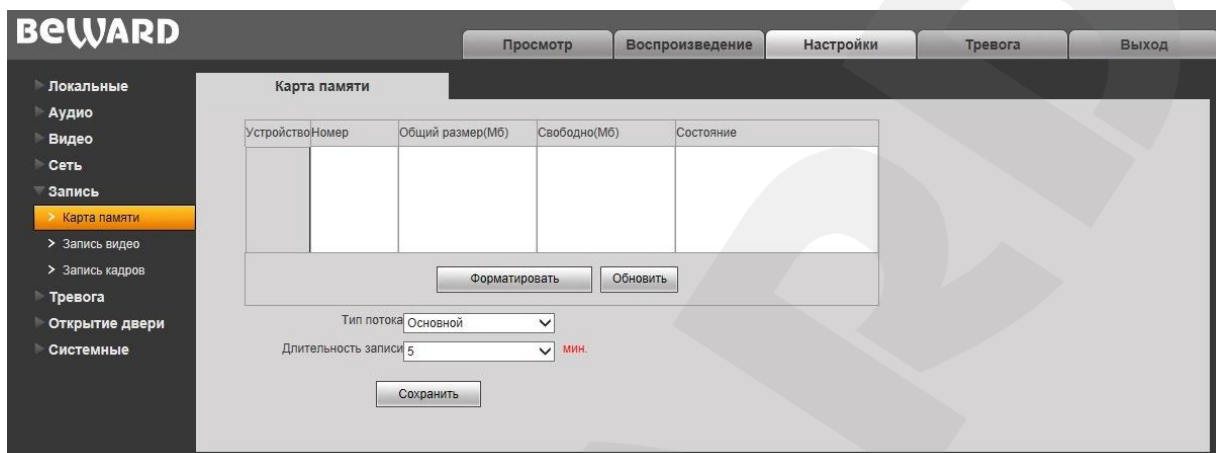 BEWARD
Просмотр Воспроизведение Настройки Тревога Выход
Локальные
Аудио
Видео
Сеть
Запись
Карта памяти
Запись видео
Запись кадров
Тревога
Открытие двери
Системные
Карта памяти
Устройство Номер Общий размер(Мб) Свободно(Мб) Состояние
Форматировать Обновить
Тип потока Основной
Длительность записи 5 мин.
Сохранить